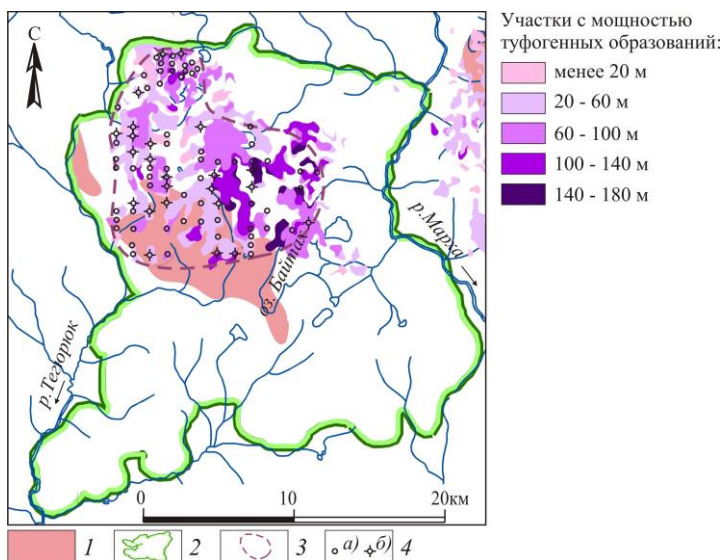 С
Участки с мощностью
туфогенных образований:
менее 20 м
20 - 60 м
60 - 100 м
100 - 140 м
140 - 180 м
р.Марха
оз. Байтах
р.Тегюрюк
0 10 20км
1 2 3 а) б) 4